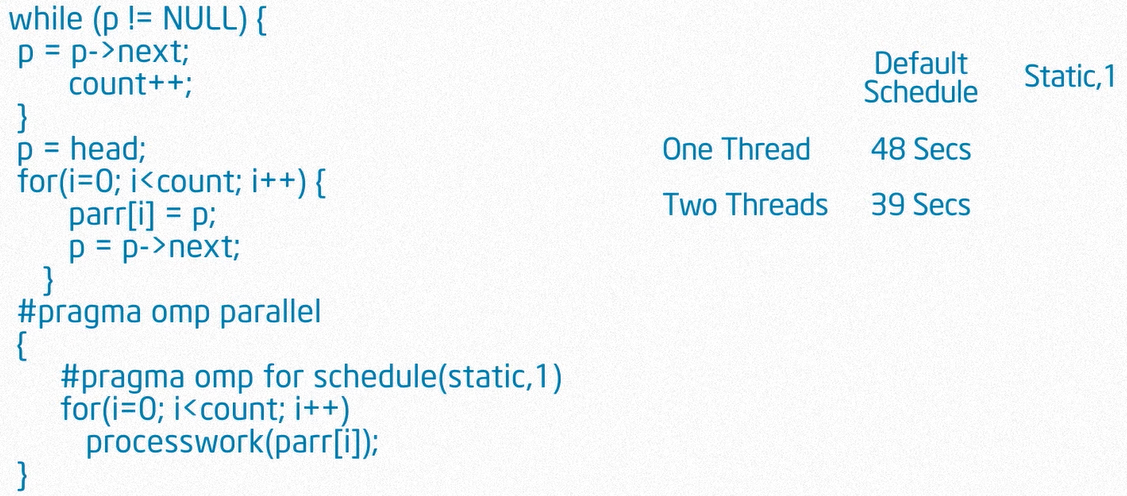 while (p != NULL) {
p = p->next;
count++;
}
p = head;
for(i=0; i<count; i++) {
parr[i] = p;
p = p->next;
}
#pragma omp parallel
{
#pragma omp for schedule(static,1)
for(i=0; i<count; i++)
processwork(parr[i]);
}
Default
Schedule
Static,1
One Thread 48 Secs
Two Threads 39 Secs